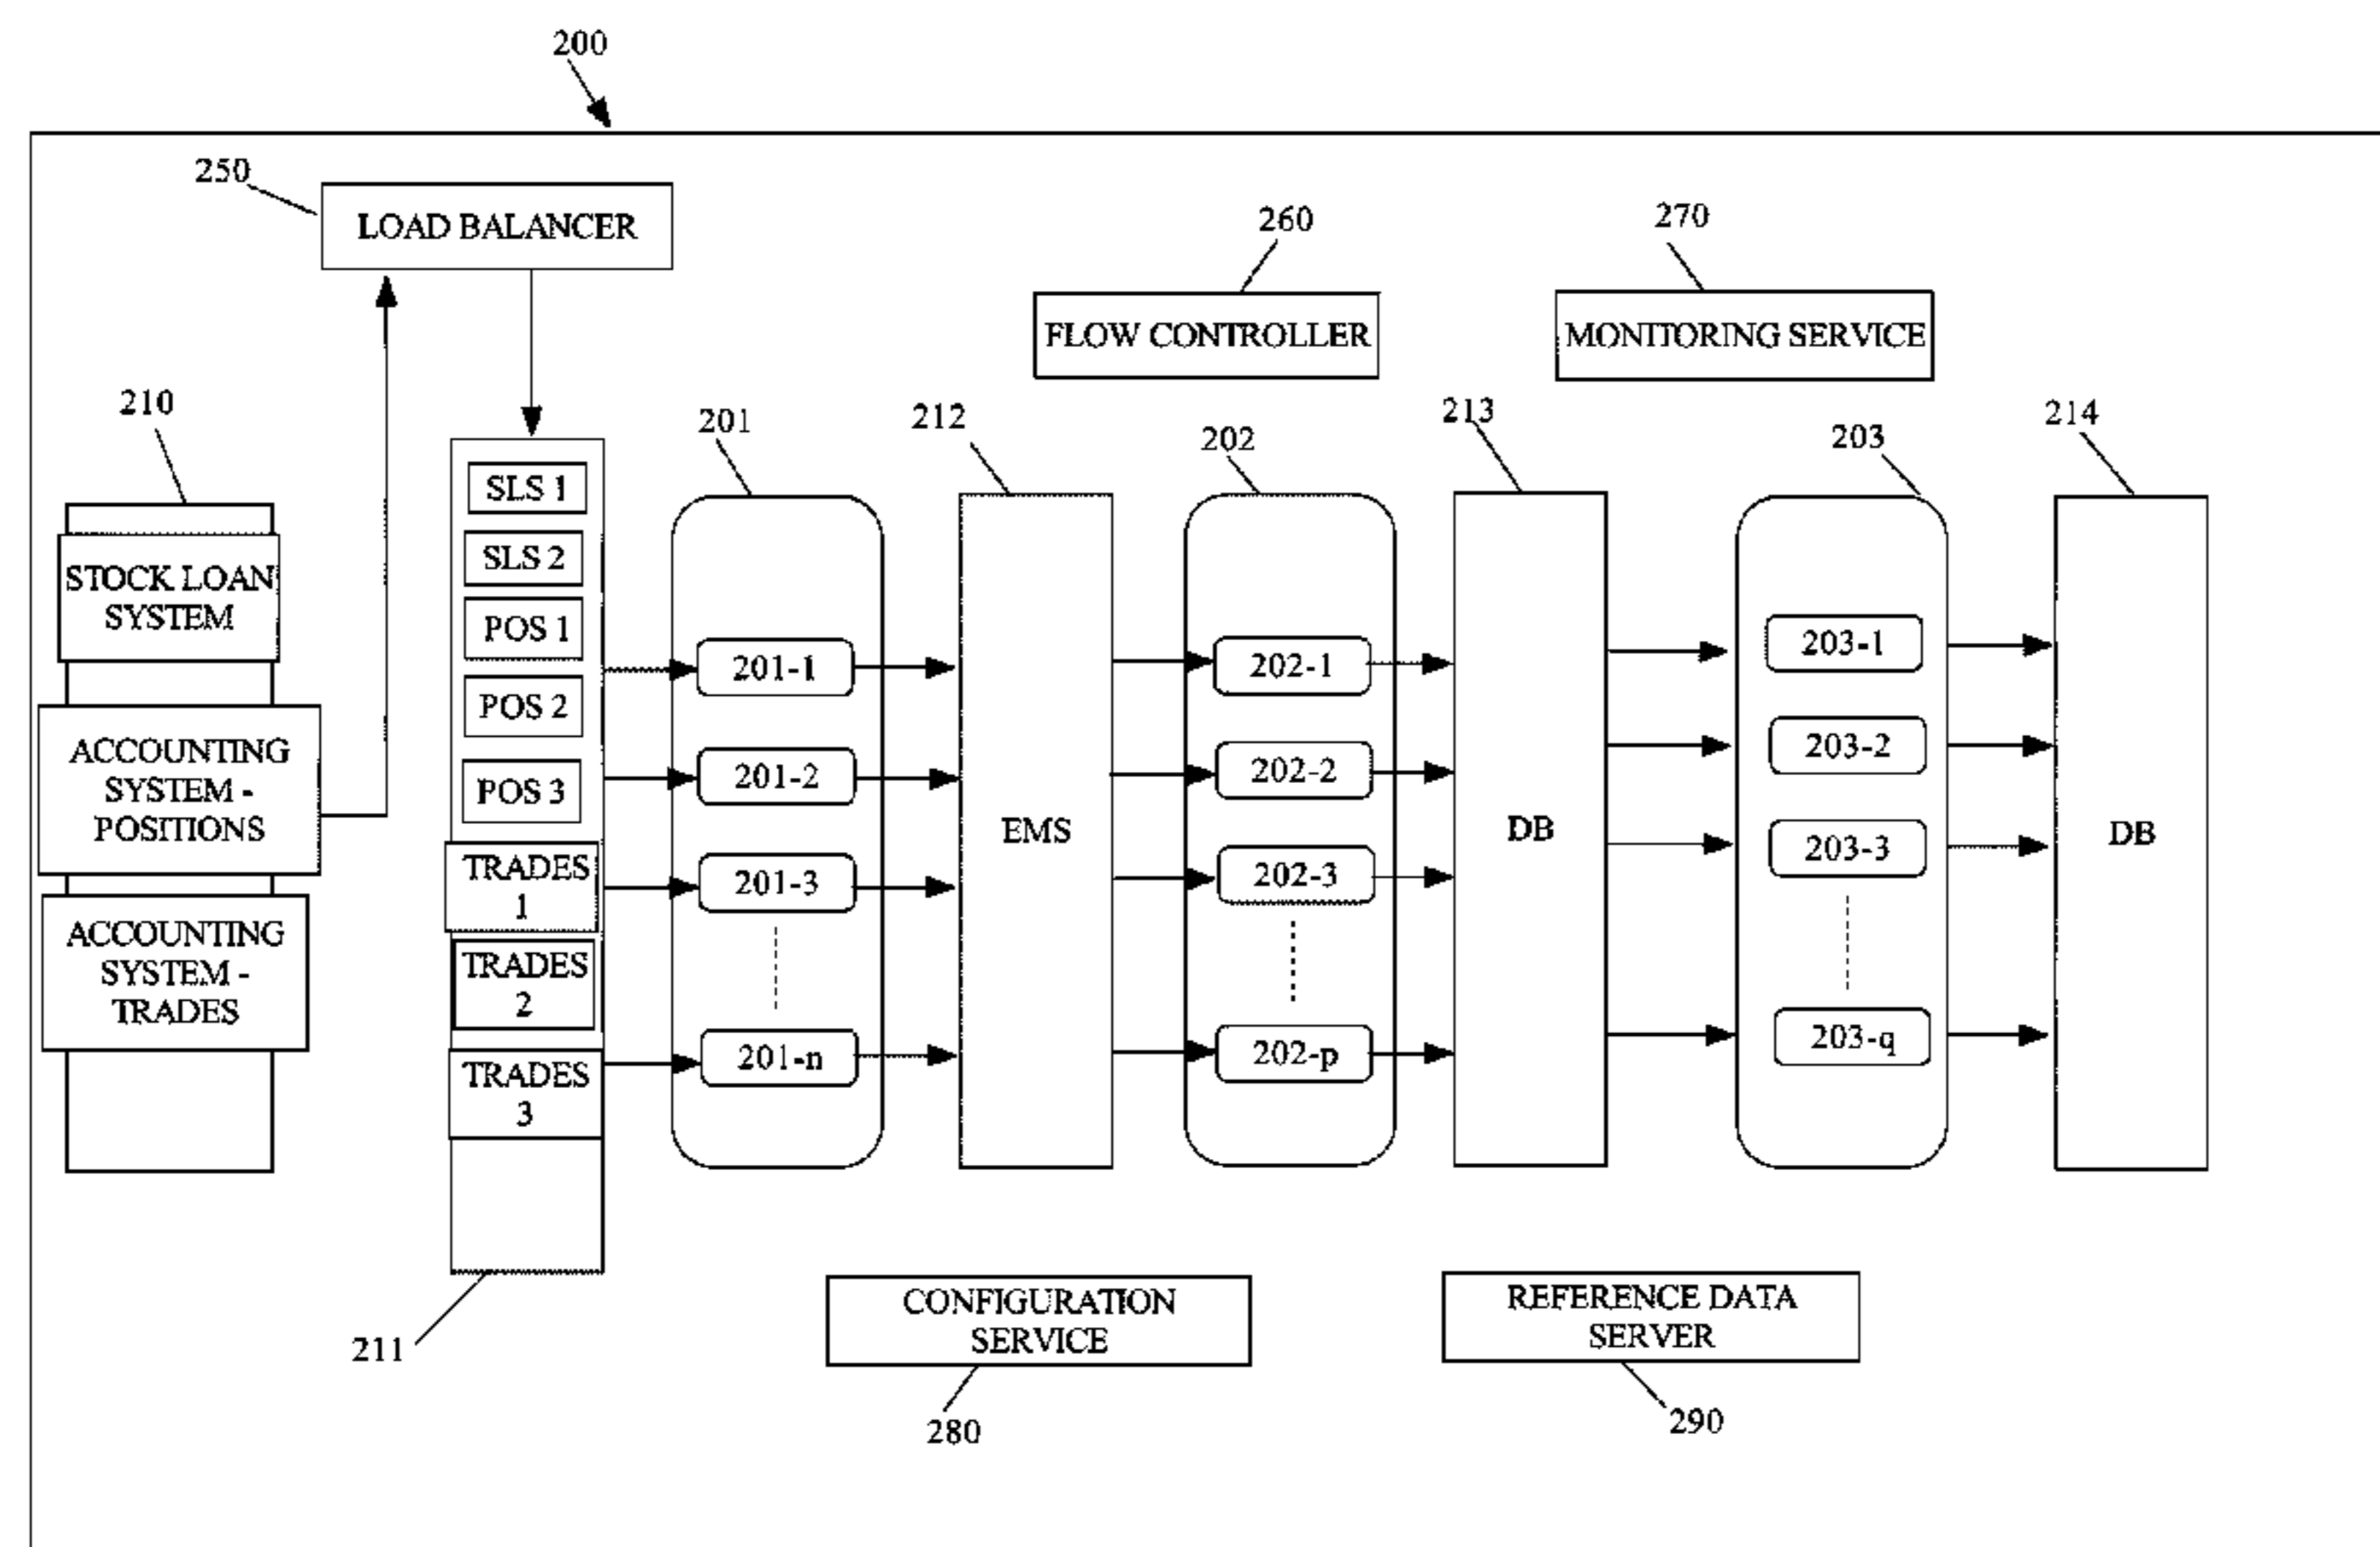 200
250
LOAD BALANCER
260
270
FLOW CONTROLLER
MONITORING SERVICE
210
201
212
202
213
203
214
STOCK LOAN
SYSTEM
ACCOUNTING
SYSTEM -
POSITIONS
ACCOUNTING
SYSTEM -
TRADES
SLS 1
SLS 2
POS 1
POS 2
POS 3
TRADES
1
TRADES
2
TRADES
3
211
201-1
201-2
201-3
201-n
EMS
202-1
202-2
202-3
202-p
DB
203-1
203-2
203-3
203-q
DB
CONFIGURATION
SERVICE
280
REFERENCE DATA
SERVER
290